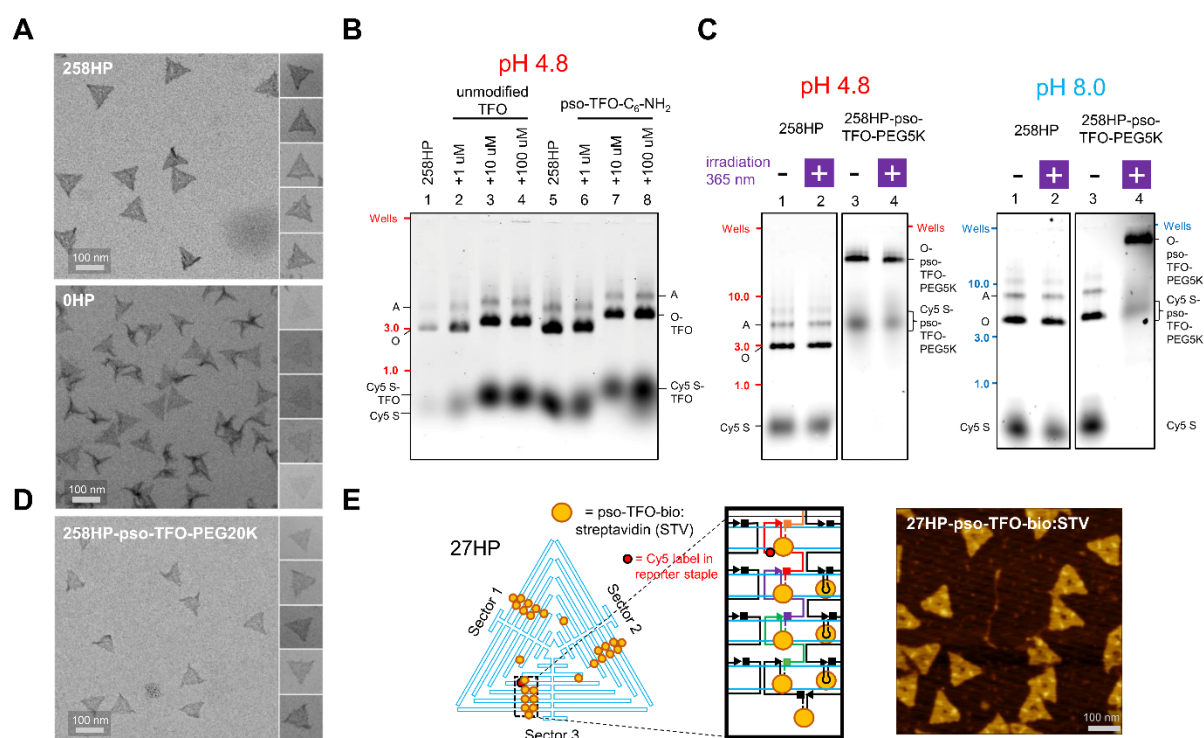 A
258HP
100 nm
0HP
100 nm
B
pH 4.8
unmodified
TFO
pso-TFO-C₆-NH₂
258HP
+1 uM
+10 uM
+100 uM
258HP
+1 uM
+10 uM
+100 uM
1 2 3 4 5 6 7 8
Wells
3.0
O
1.0
Cy5 S-
TFO
Cy5 S
A
O-
TFO
Cy5 S-
TFO
C
pH 4.8
258HP
258HP-pso-
TFO-PEG5K
irradiation
365 nm
- + - +
1 2 3 4
Wells
10.0
A
3.0
O
1.0
Cy5 S
Wells
O-
pso-
TFO-
PEG5K
Cy5 S-
pso-
TFO-
PEG5K
pH 8.0
258HP
258HP-pso-
TFO-PEG5K
- + - +
1 2 3 4
Wells
10.0
A
O
3.0
1.0
Cy5 S
Wells
O-
pso-
TFO-
PEG5K
Cy5 S-
pso-
TFO-
PEG5K
Cy5 S
D
258HP-pso-TFO-PEG20K
100 nm
E
27HP
= pso-TFO-bio:
streptavidin (STV)
= Cy5 label in
reporter staple
Sector 1
Sector 2
Sector 3
27HP-pso-TFO-bio:STV
100 nm